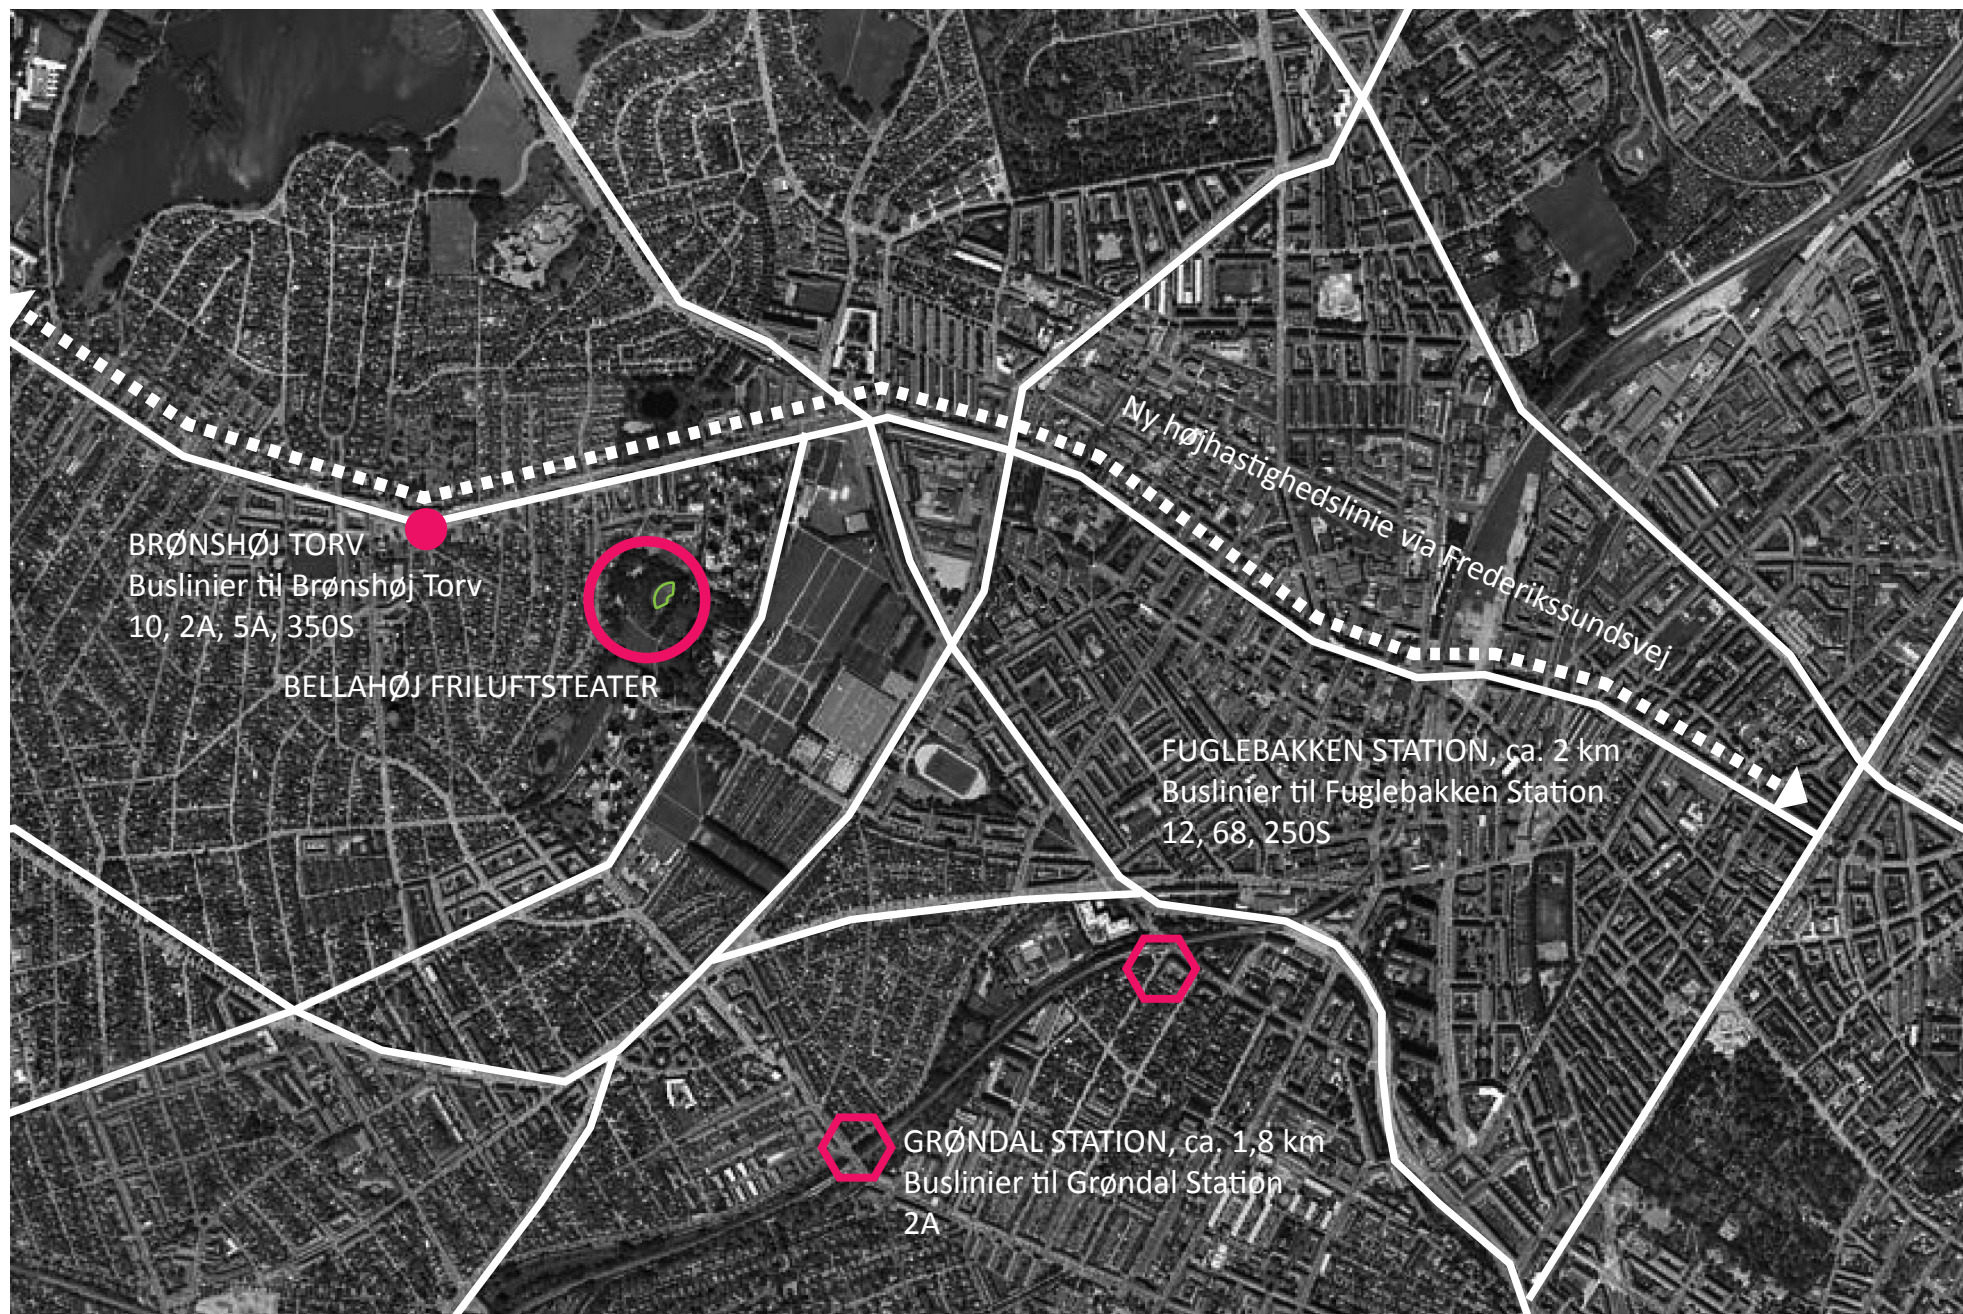 Ny højhastighedslinie via Frederikssundsvej
BRØNSHØJ TORV
Buslinier til Brønshøj Torv
10, 2A, 5A, 350S
BELLAHØJ FRILUFTSTEATER
FUGLEBAKKEN STATION, ca. 2 km
Buslinier til Fuglebakken Station
12, 68, 250S
GRØNDAL STATION, ca. 1,8 km
Buslinier til Grøndal Station
2A